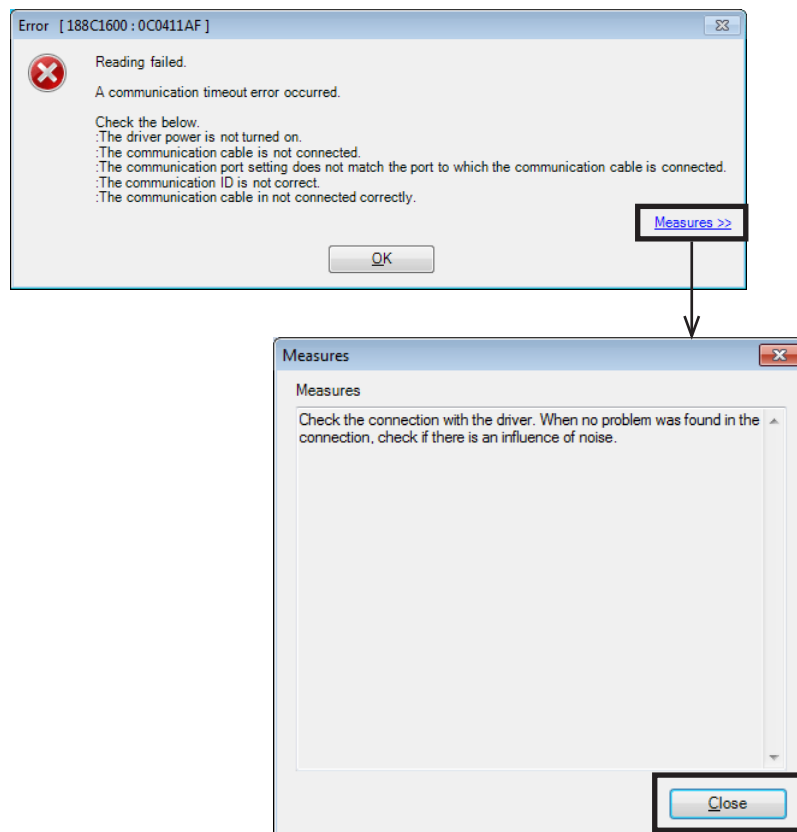 Error [ 188C1600 : 0C0411AF ]
Reading failed.
A communication timeout error occurred.
Check the below.
:The driver power is not turned on.
:The communication cable is not connected.
:The communication port setting does not match the port to which the communication cable is connected.
:The communication ID is not correct.
:The communication cable in not connected correctly.
Measures >>
OK
Measures
Measures
Check the connection with the driver. When no problem was found in the
connection, check if there is an influence of noise.
Close